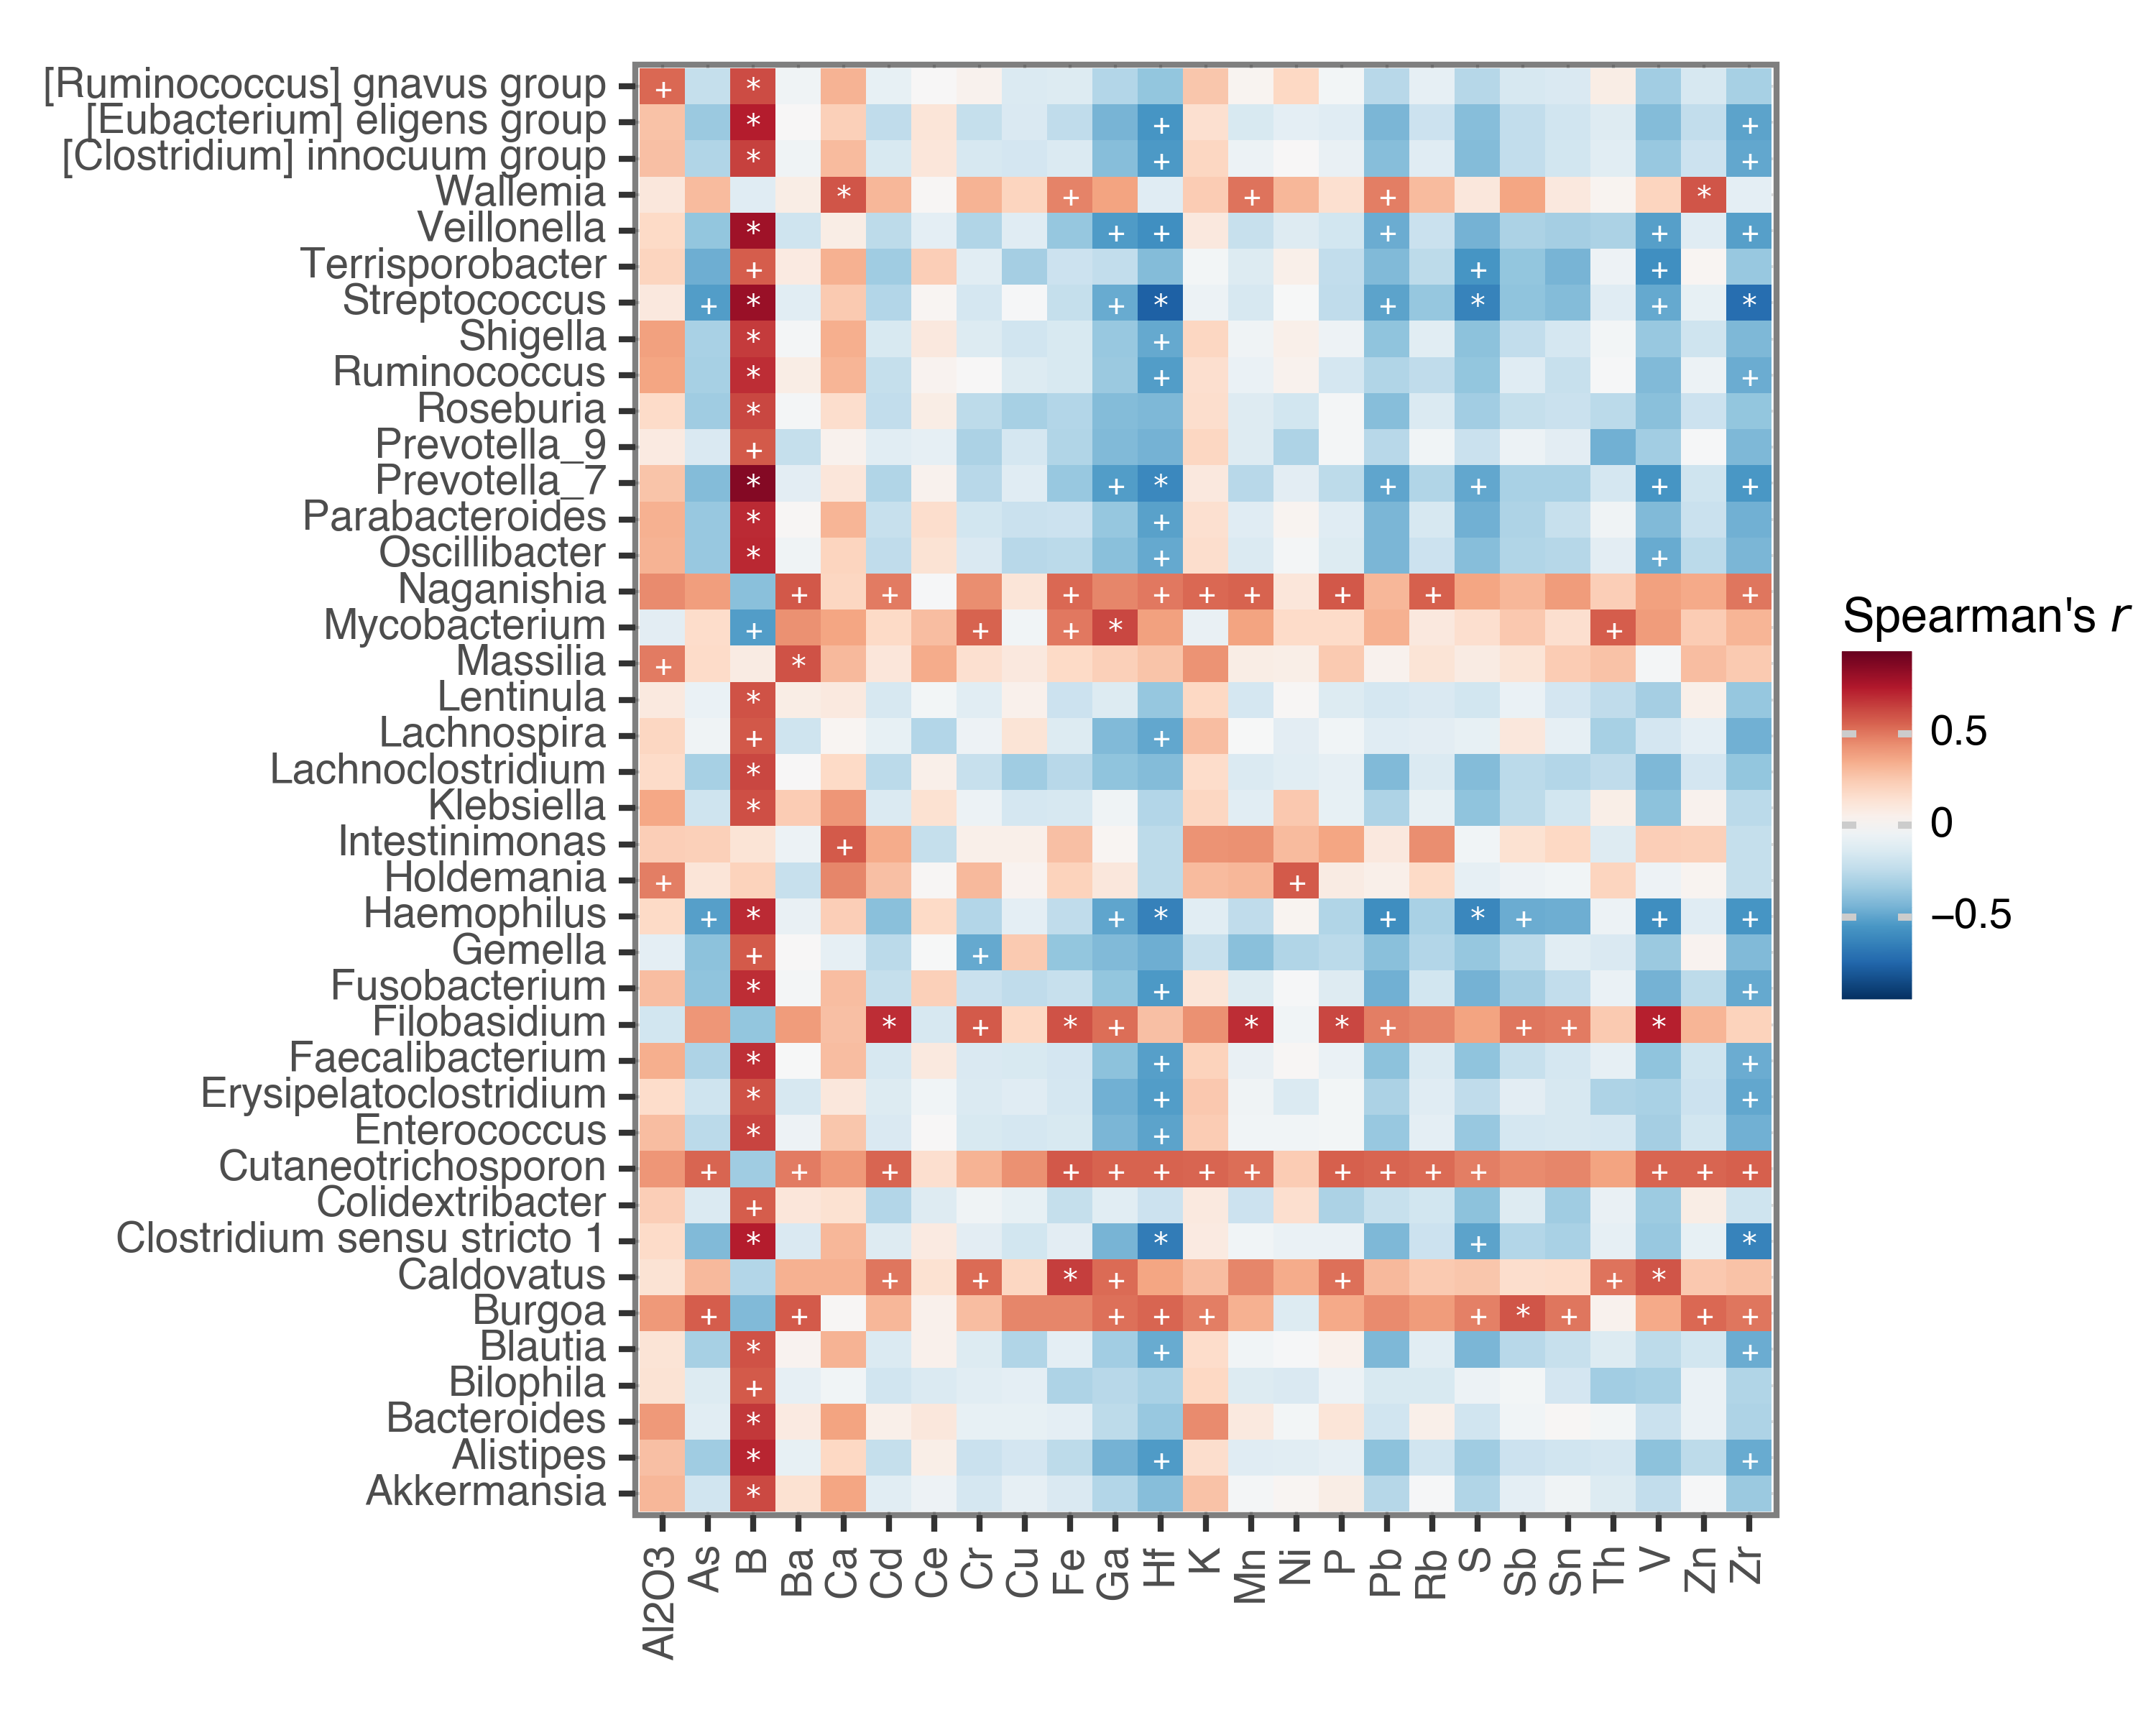 [Ruminococcus] gnavus group
[Eubacterium] eligens group
[Clostridium] innocuum group
Wallemia
Veillonella
Terrisporobacter
Streptococcus
Shigella
Ruminococcus
Roseburia
Prevotella_9
Prevotella_7
Parabacteroides
Oscillibacter
Naganishia
Mycobacterium
Massilia
Lentinula
Lachnospira
Lachnoclostridium
Klebsiella
Intestinimonas
Holdemania
Haemophilus
Gemella
Fusobacterium
Filobasidium
Faecalibacterium
Erysipelatoclostridium
Enterococcus
Cutaneotrichosporon
Colidextribacter
Clostridium sensu stricto 1
Caldovatus
Burgoa
Blautia
Bilophila
Bacteroides
Alistipes
Akkermansia
Al2O3
As
B
Ba
Ca
Cd
Ce
Cr
Cu
Fe
Ga
Hf
K
Mn
Ni
P
Pb
Rb
S
Sb
Sn
Th
V
Zn
Zr
Spearman's r
0.5
0
−0.5